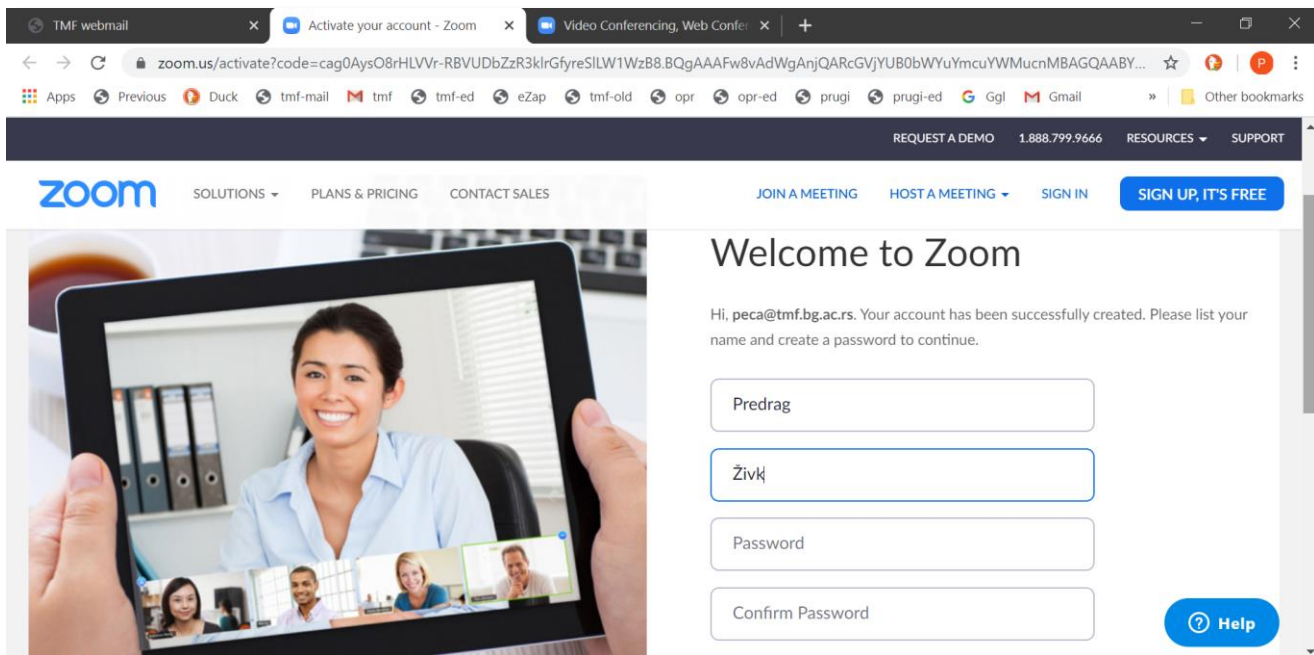 TMF webmail
Activate your account - Zoom
Video Conferencing, Web Confer
zoom.us/activate?code=cag0AysO8rHLVVr-RBVUDbZzR3klrGfyreSlLW1WzB8.BQgAAAFw8vAdWgAnjQARcGVjYUB0bWYuYmcuYWMucnMBAGQAABY...
P
Apps Previous Duck tmf-mail tmf tmf-ed eZap tmf-old opr opr-ed prugi prugi-ed Ggl Gmail » Other bookmarks
REQUEST A DEMO 1.888.799.9666 RESOURCES SUPPORT
zoom SOLUTIONS PLANS & PRICING CONTACT SALES JOIN A MEETING HOST A MEETING SIGN IN SIGN UP, IT'S FREE
Welcome to Zoom
Hi, peca@tmf.bg.ac.rs. Your account has been successfully created. Please list your
name and create a password to continue.
Predrag
Živk
Password
Confirm Password
Help